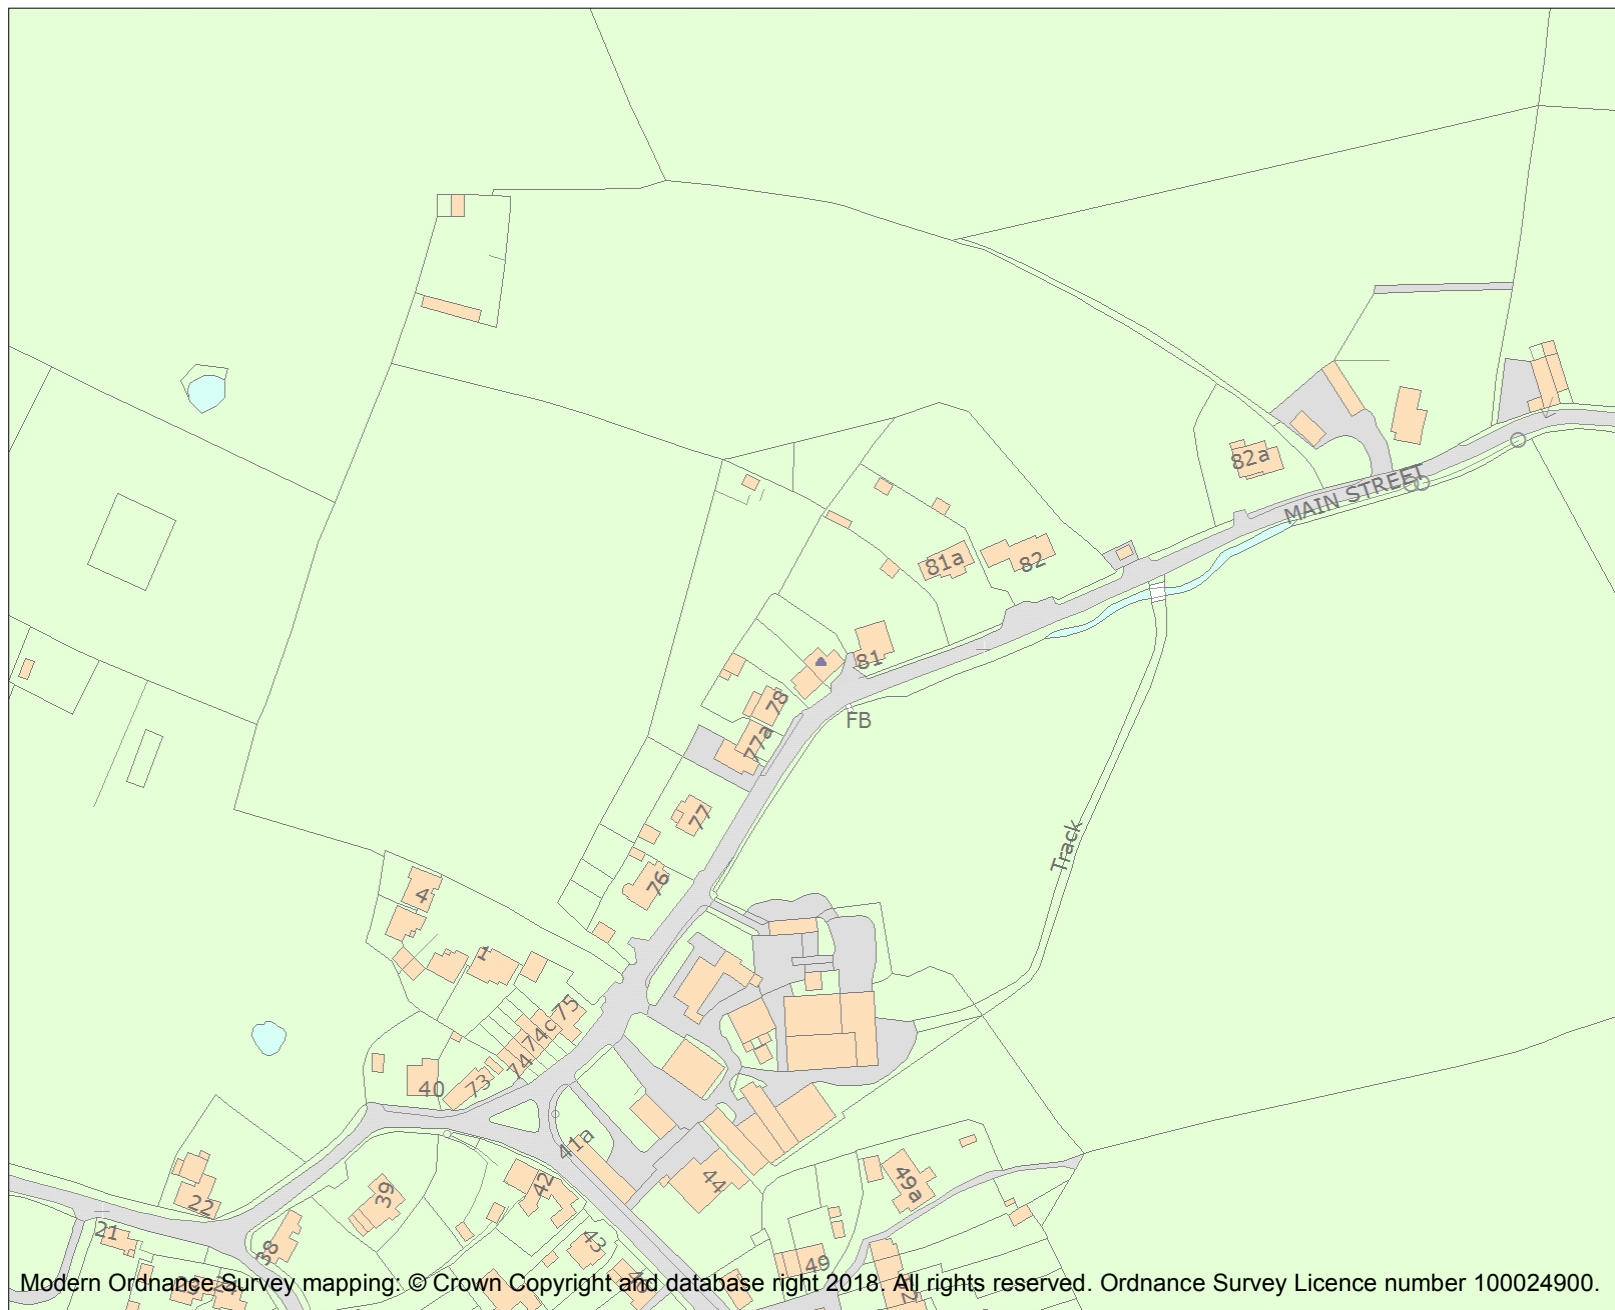 82a
MAIN STREET
81a
82
81
78
FB
77a
77
Track
76
4
1
75
74c
74
73
40
41a
44
42
49a
39
22
21
38
43
49
Modern Ordnance Survey mapping: © Crown Copyright and database right 2018. All rights reserved. Ordnance Survey Licence number 100024900.